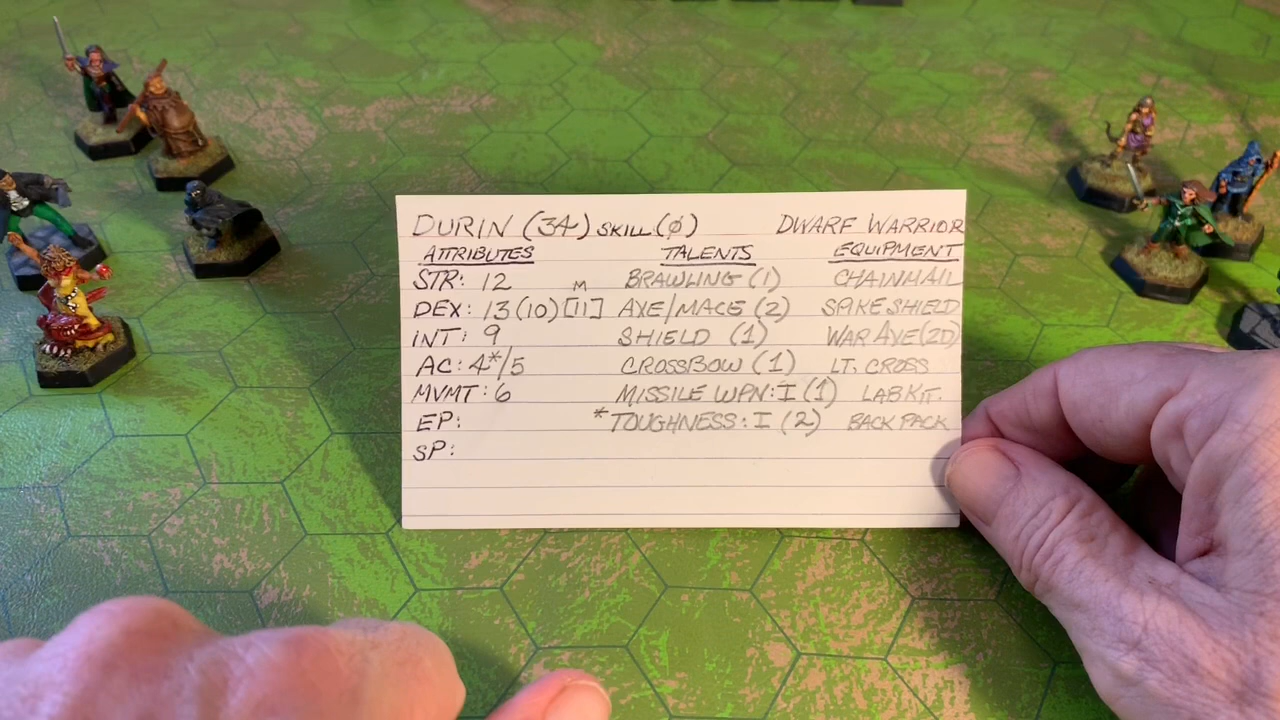 DURIN (34) SKILL (ø) DWARF WARRIOR
ATTRIBUTES TALENTS EQUIPMENT
STR: 12 BRAWLING (1) CHAINMAIL
M
DEX: 13 (10) [11] AXE/MACE (2) SPIKE SHIELD
INT: 9 SHIELD (1) WAR AXE (2D)
AC: 4*/5 CROSSBOW (1) LT. CROSS
MVMT: 6 MISSILE WPN: I (1) LAB KIT.
EP: *TOUGHNESS: I (2) BACK PACK
SP: